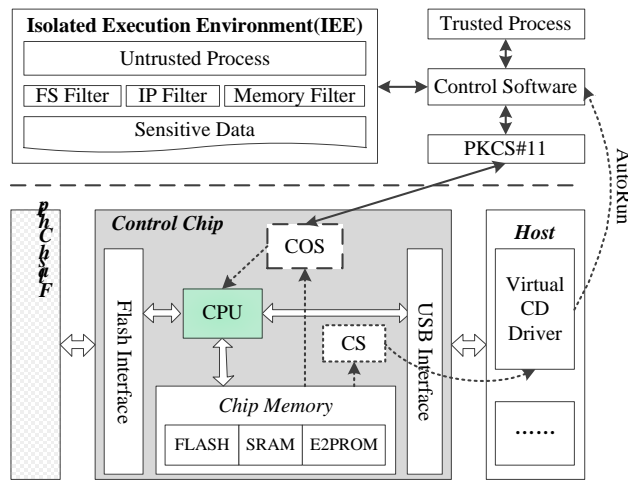 Isolated Execution Environment(IEE)
Untrusted Process
FS Filter
IP Filter
Memory Filter
Sensitive Data
Trusted Process
Control Software
PKCS#11
AutoRun
Flash Chip
Control Chip
COS
Flash Interface
CPU
CS
USB Interface
Chip Memory
FLASH
SRAM
E2PROM
Host
Virtual
CD
Driver
......